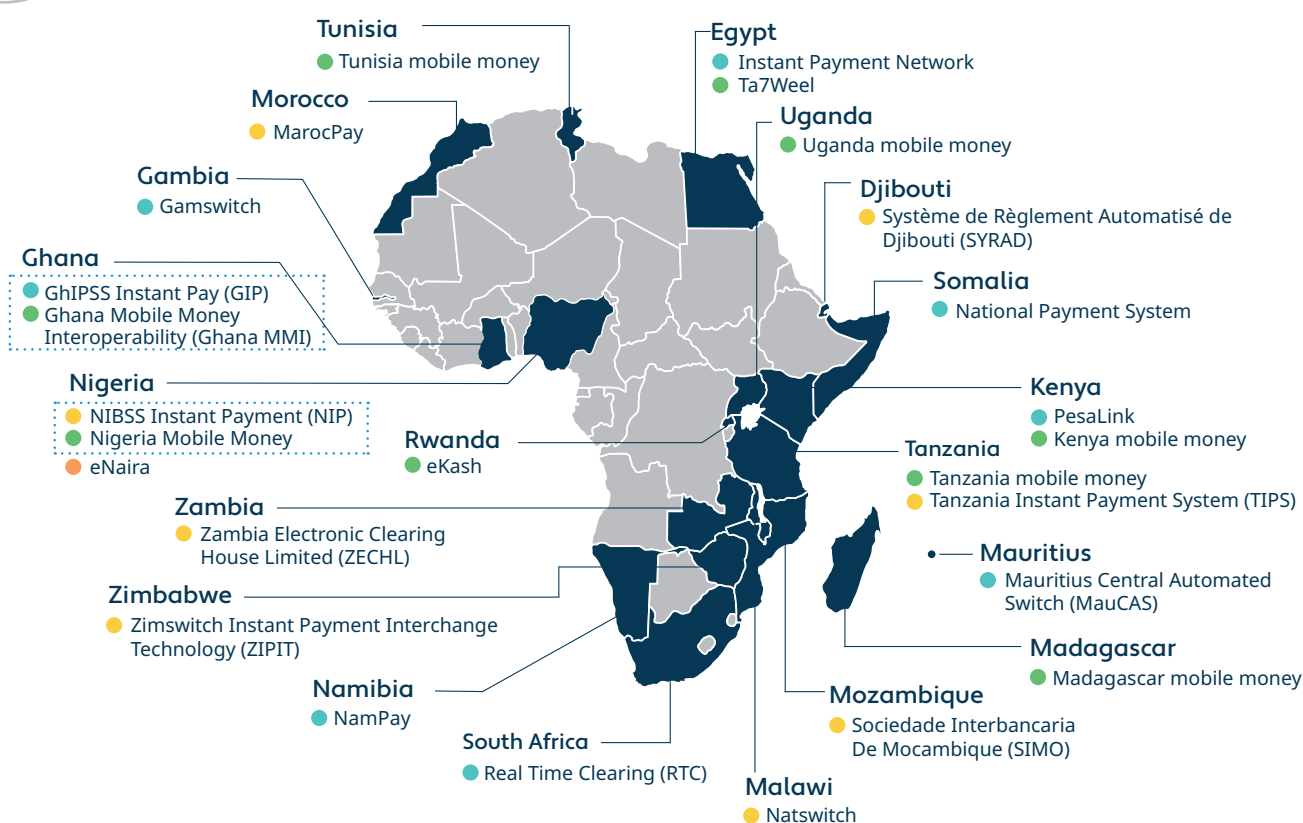 Tunisia
Tunisia mobile money
Egypt
Instant Payment Network
Ta7Weel
Morocco
MarocPay
Uganda
Uganda mobile money
Gambia
Gamswitch
Djibouti
Système de Règlement Automatisé de
Djibouti (SYRAD)
Ghana
GhIPSS Instant Pay (GIP)
Ghana Mobile Money
Interoperability (Ghana MMI)
Somalia
National Payment System
Nigeria
NIBSS Instant Payment (NIP)
Nigeria Mobile Money
eNaira
Kenya
PesaLink
Kenya mobile money
Rwanda
eKash
Tanzania
Tanzania mobile money
Tanzania Instant Payment System (TIPS)
Zambia
Zambia Electronic Clearing
House Limited (ZECHL)
Mauritius
Mauritius Central Automated
Switch (MauCAS)
Zimbabwe
Zimswitch Instant Payment Interchange
Technology (ZIPIT)
Madagascar
Madagascar mobile money
Namibia
NamPay
Mozambique
Sociedade Interbancaria
De Mocambique (SIMO)
South Africa
Real Time Clearing (RTC)
Malawi
Natswitch